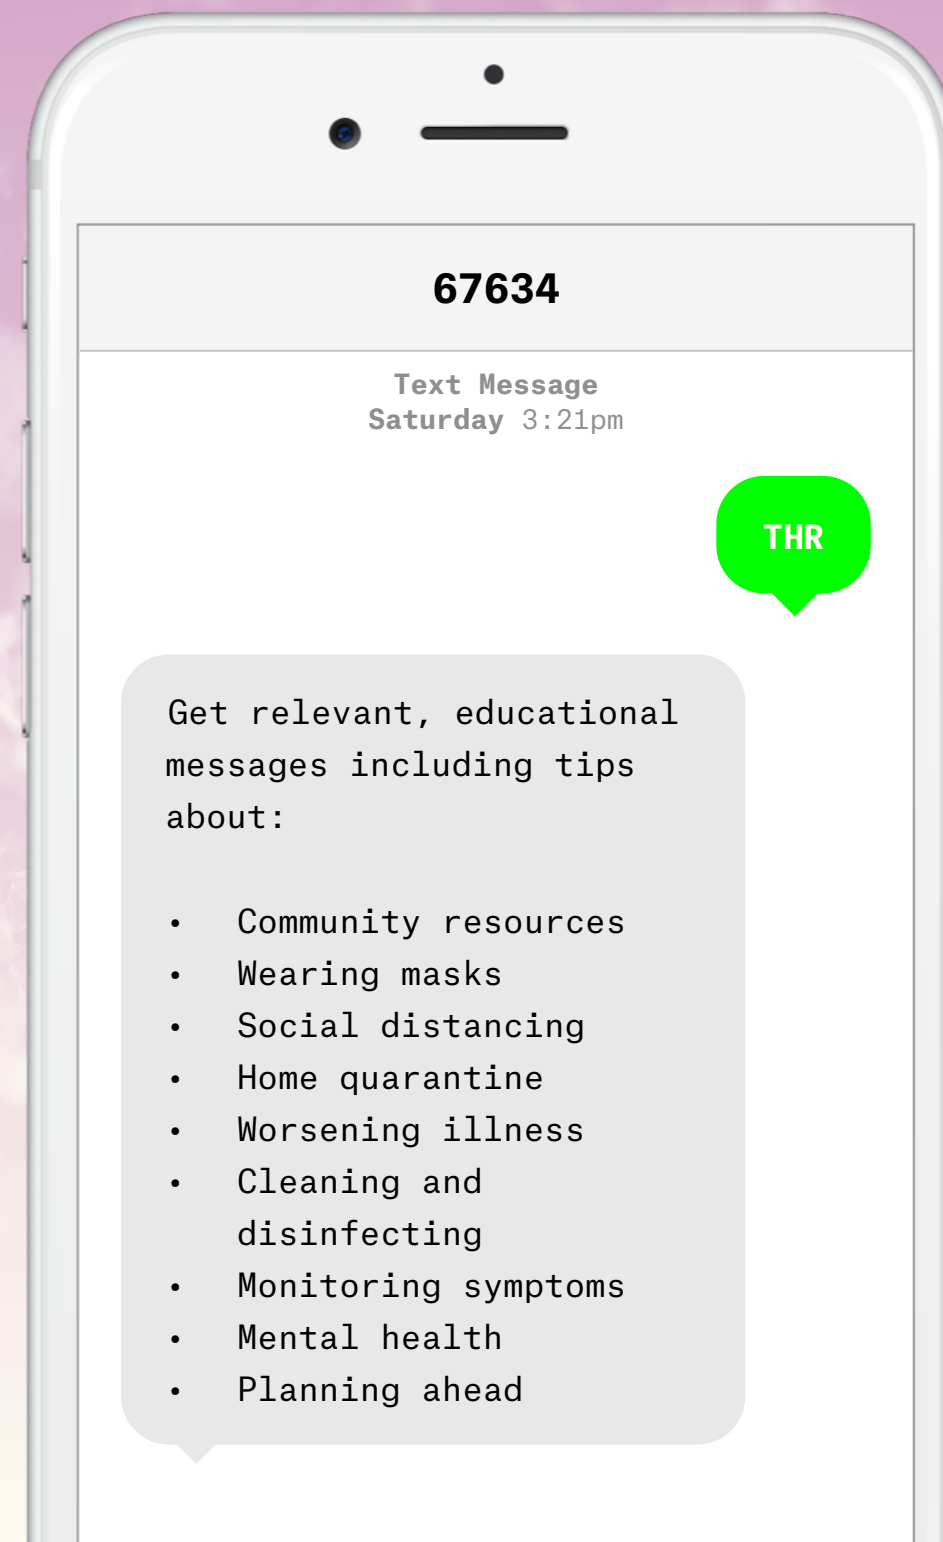 67634
Text Message
Saturday 3:21pm
THR
Get relevant, educational
messages including tips
about:
• Community resources
• Wearing masks
• Social distancing
• Home quarantine
• Worsening illness
• Cleaning and
disinfecting
• Monitoring symptoms
• Mental health
• Planning ahead